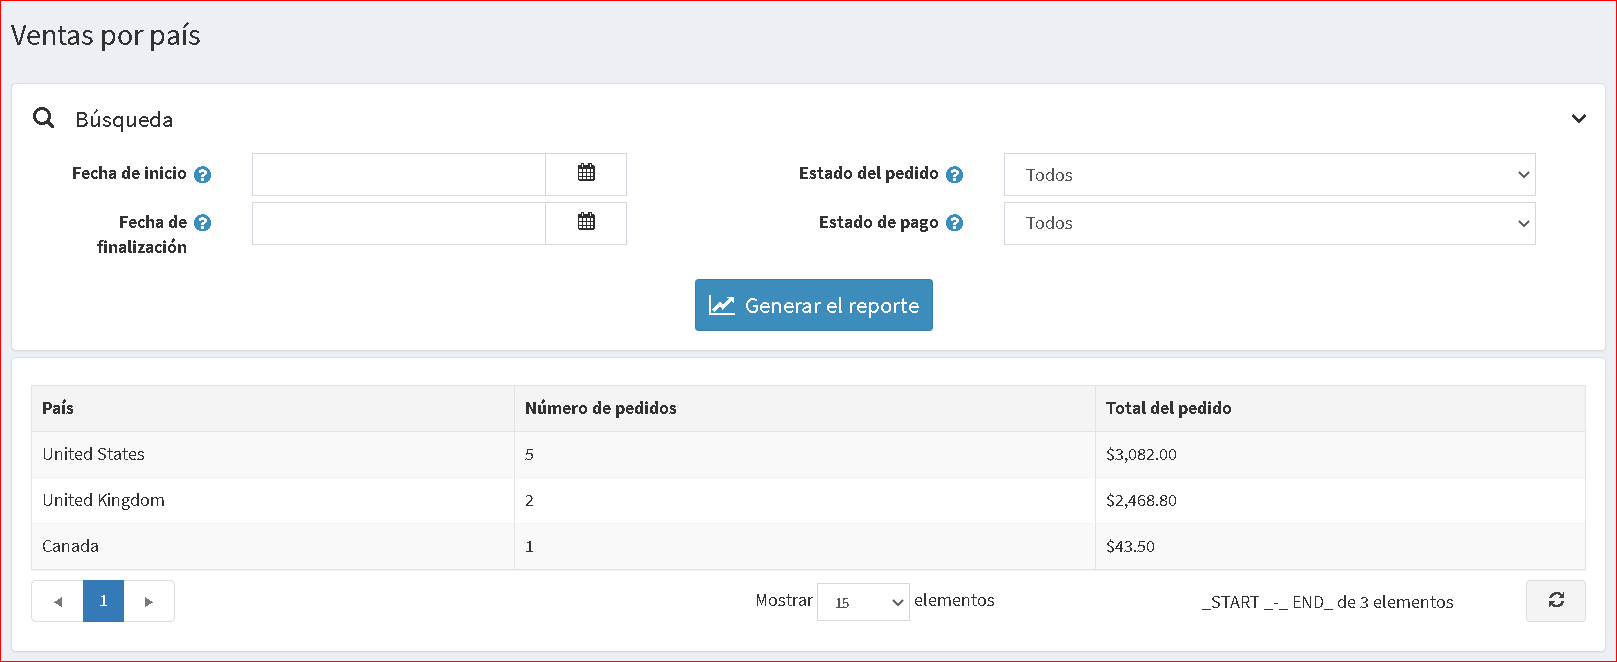 Ventas por país
Búsqueda
Fecha de inicio ?
Estado del pedido ? Todos
Fecha de finalización ?
Estado de pago ? Todos
Generar el reporte
País Número de pedidos Total del pedido
United States 5 $3,082.00
United Kingdom 2 $2,468.80
Canada 1 $43.50
1 Mostrar 15 elementos _START _-_ END_ de 3 elementos